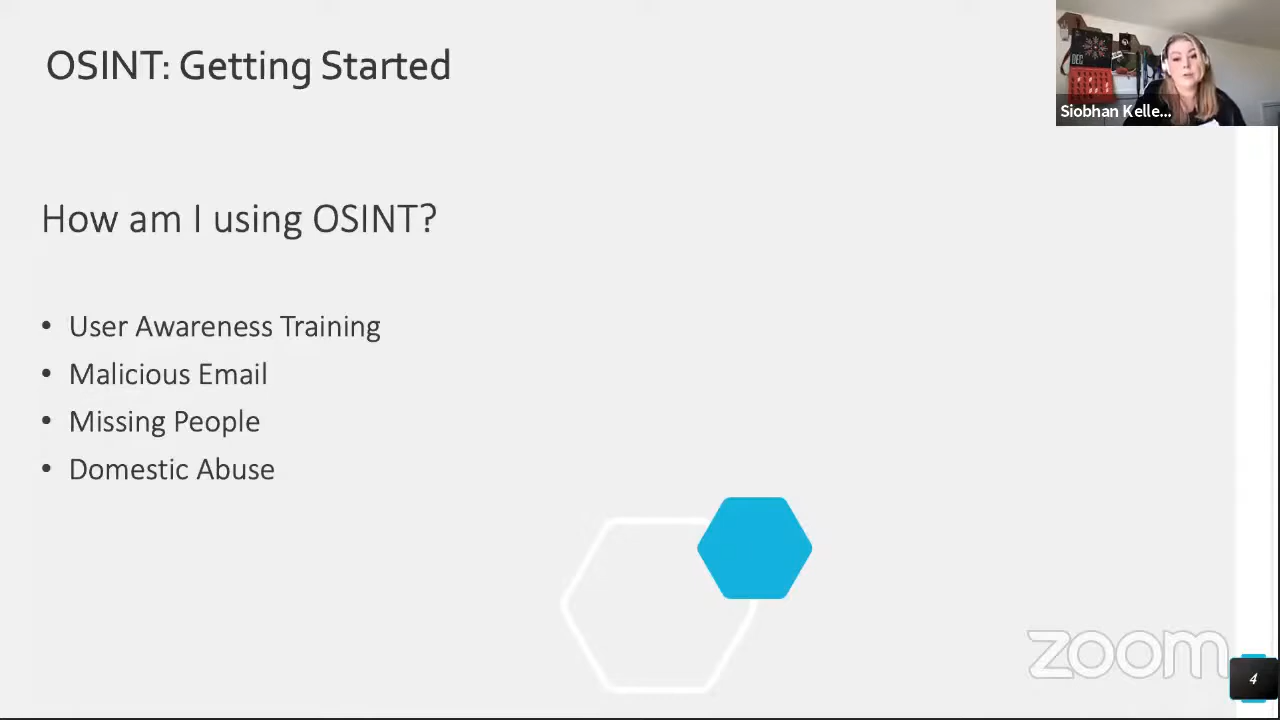 OSINT: Getting Started
Siobhan Kelle...
How am I using OSINT?
• User Awareness Training
• Malicious Email
• Missing People
• Domestic Abuse
zoom
4
DEC